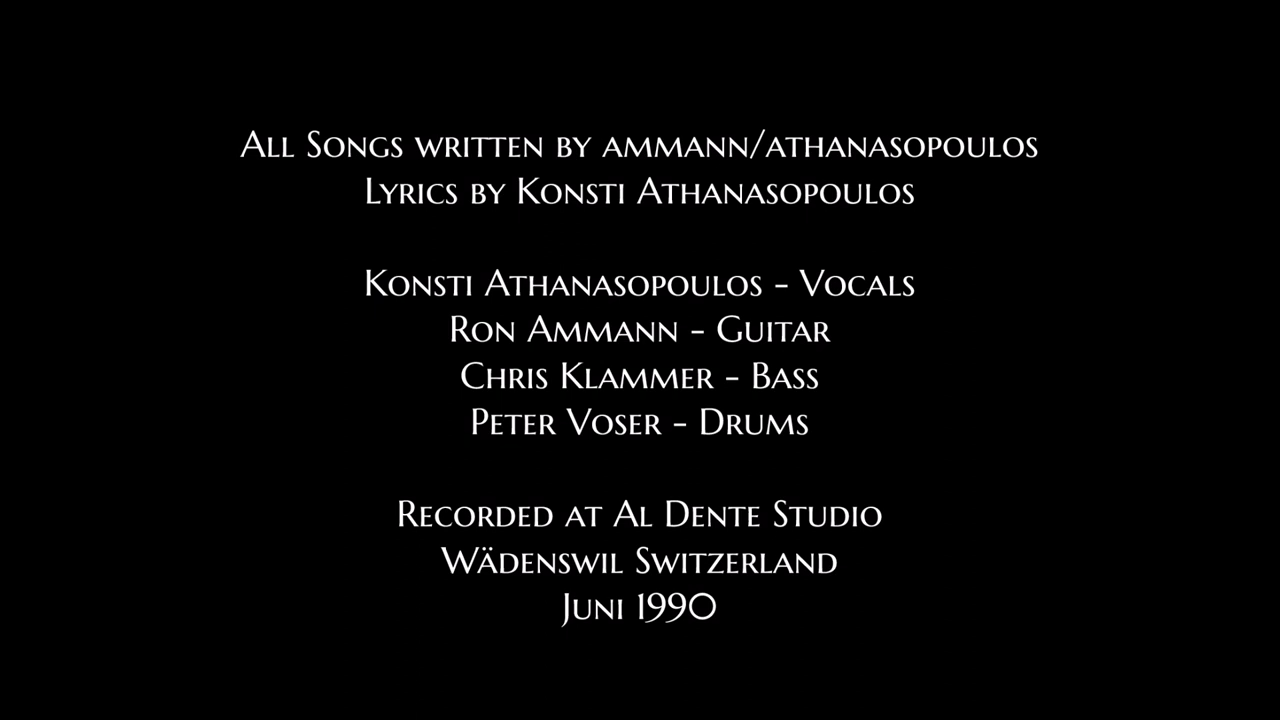 All Songs written by ammann/athanasopoulos
Lyrics by Konsti Athanasopoulos
Konsti Athanasopoulos - Vocals
Ron Ammann - Guitar
Chris Klammer - Bass
Peter Voser - Drums
Recorded at Al Dente Studio
Wädenswil Switzerland
Juni 1990